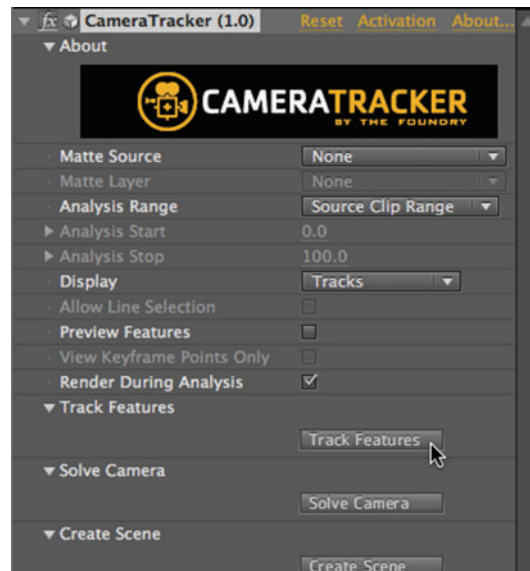 fx CameraTracker (1.0) Reset Activation About...
About
CAMERATRACKER
BY THE FOUNDRY
Matte Source None
Matte Layer None
Analysis Range Source Clip Range
Analysis Start 0.0
Analysis Stop 100.0
Display Tracks
Allow Line Selection
Preview Features
View Keyframe Points Only
Render During Analysis
Track Features
Track Features
Solve Camera
Solve Camera
Create Scene
Create Scene